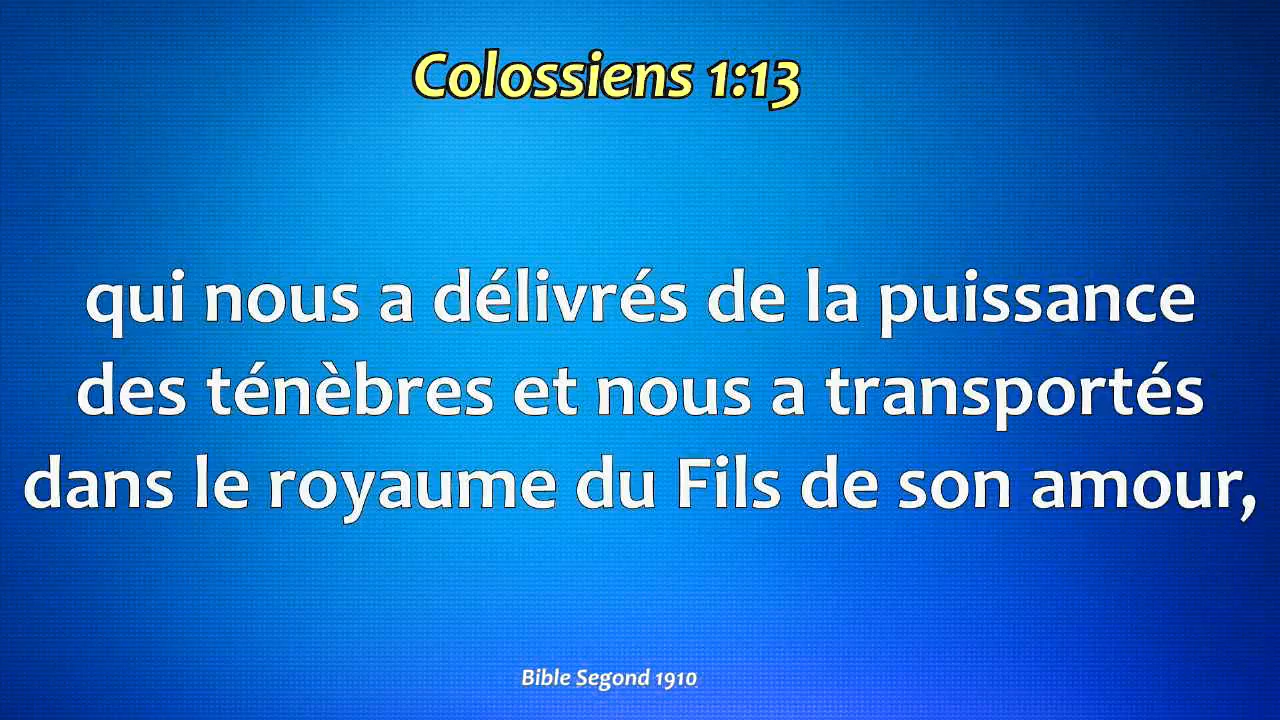 Colossiens 1:13
qui nous a délivrés de la puissance
des ténèbres et nous a transportés
dans le royaume du Fils de son amour,
Bible Segond 1910